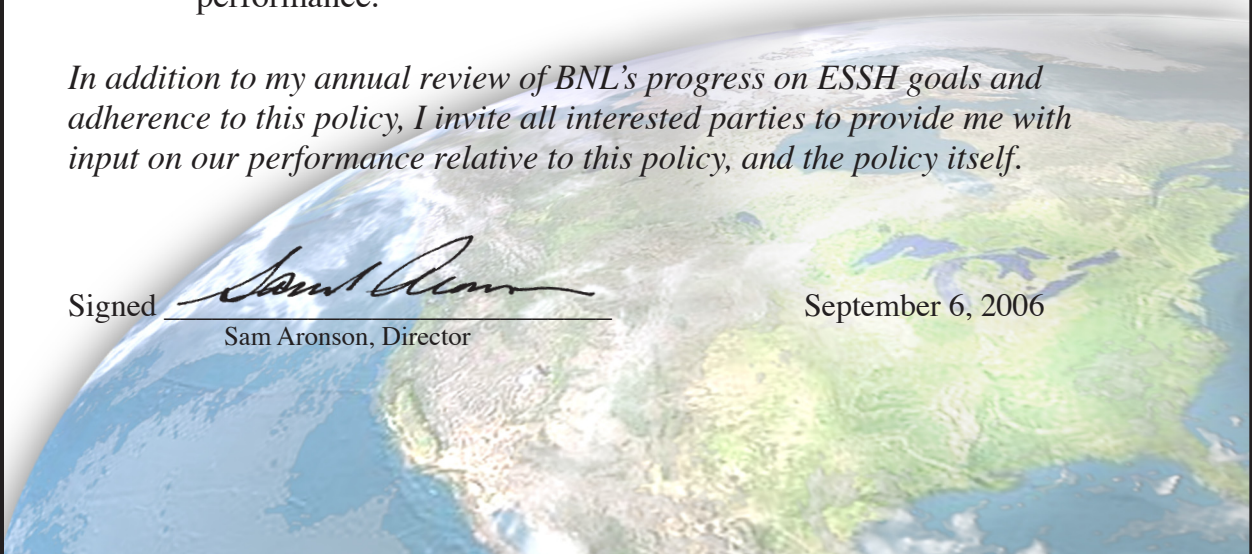 performance.
In addition to my annual review of BNL’s progress on ESSH goals and
adherence to this policy, I invite all interested parties to provide me with
input on our performance relative to this policy, and the policy itself.
Signed Sam Aronson September 6, 2006
Sam Aronson, Director